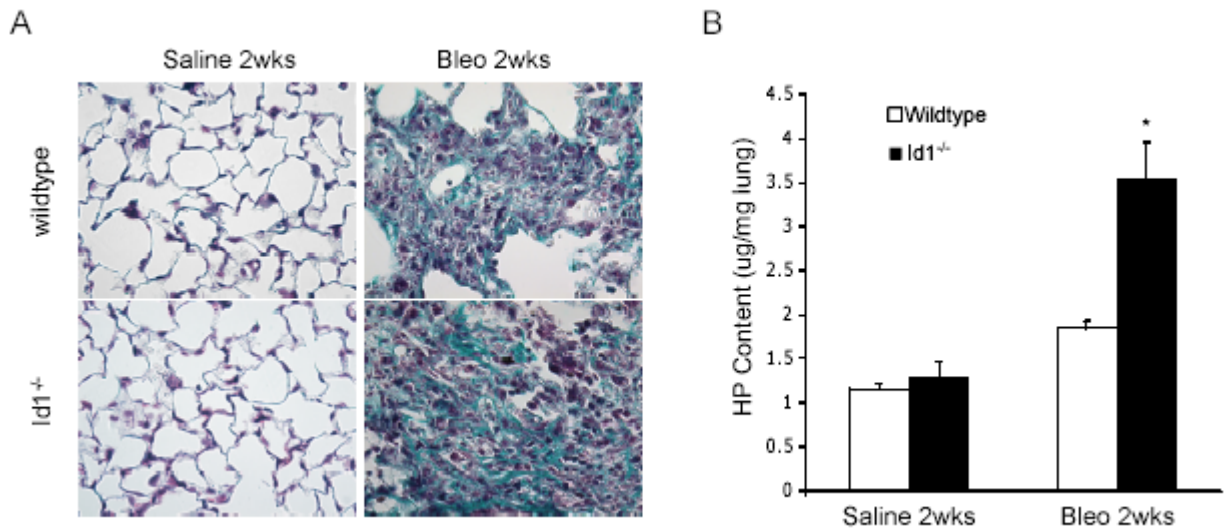 A
Saline 2wks
Bleo 2wks
wildtype
Id1-/-
B
HP Content (ug/mg lung)
4.5
4
3.5
3
2.5
2
1.5
1
0.5
0
Wildtype
Id1-/-
*
Saline 2wks
Bleo 2wks